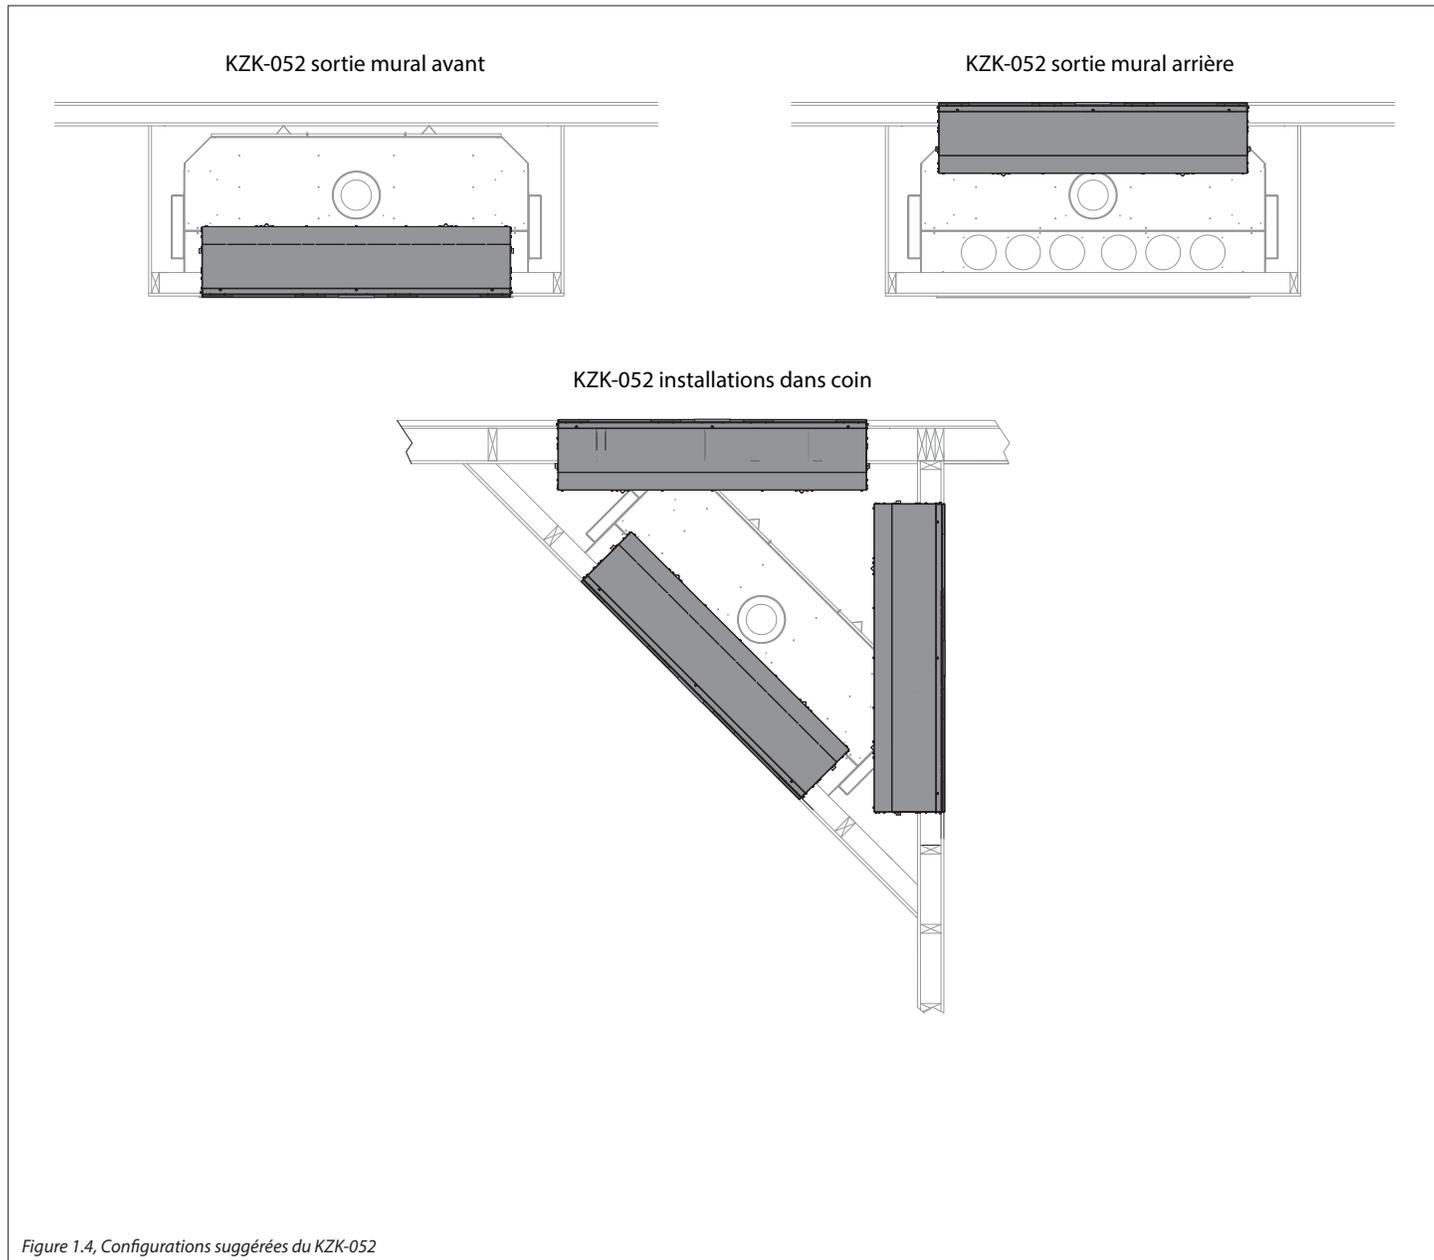 KZK-052 sortie mural avant
KZK-052 sortie mural arrière
KZK-052 installations dans coin
Figure 1.4, Configurations suggérées du KZK-052